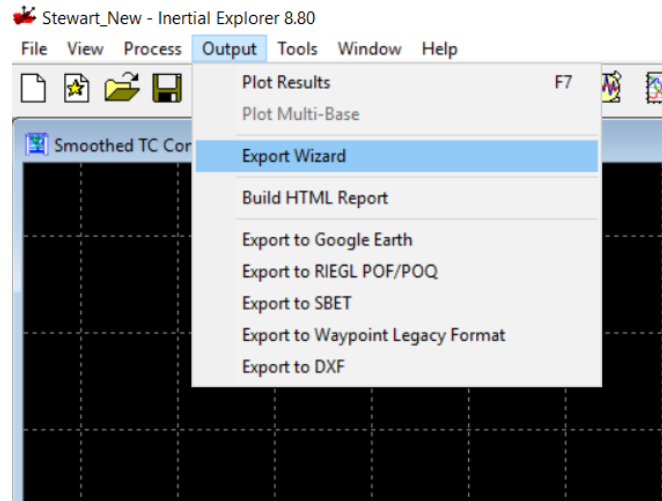 Stewart_New - Inertial Explorer 8.80
File View Process Output Tools Window Help
Plot Results F7
Plot Multi-Base
Smoothed TC Cor
Export Wizard
Build HTML Report
Export to Google Earth
Export to RIEGL POF/POQ
Export to SBET
Export to Waypoint Legacy Format
Export to DXF